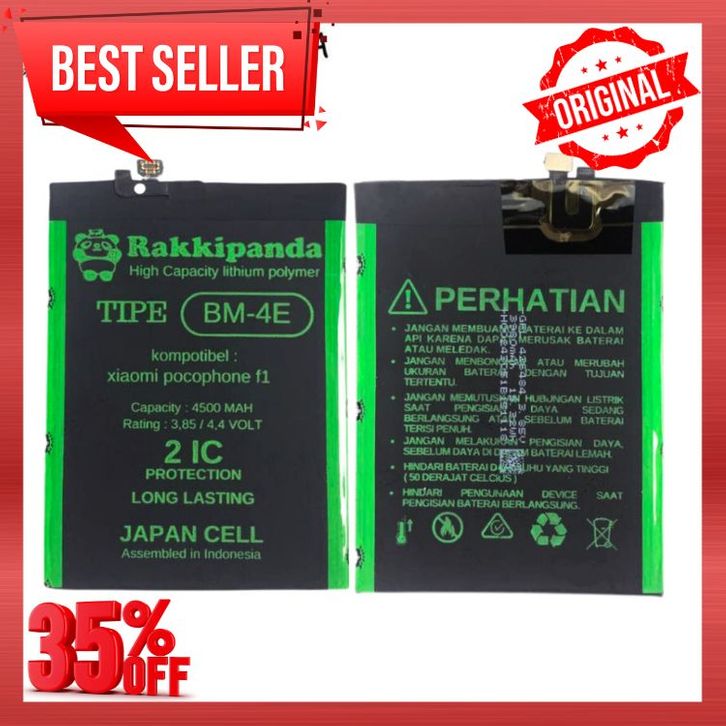 BEST SELLER
ORIGINAL
Rakkipanda
High Capacity lithium polymer
TIPE BM-4E
kompotibel :
xiaomi pocophone f1
Capacity : 4500 MAH
Rating : 3,85 / 4,4 VOLT
2 IC
PROTECTION
LONG LASTING
JAPAN CELL
Assembled in Indonesia
PERHATIAN
JANGAN MEMBUANG BATERAI KE DALAM
API KARENA DAPAT MERUSAK BATERAI
ATAU MELEDAK.
JANGAN ATAU MERUBAH
UKURAN BATERAI DENGAN TUJUAN
TERTENTU.
JANGAN MEMUTUSKAN HUBUNGAN LISTRIK
SAAT PENGISIAN DAYA SEDANG
BERLANGSUNG ATAU SEBELUM BATERAI
TERISI PENUH.
JANGAN MELAKUKAN PENGISIAN DAYA,
SEBELUM DAYA DI DALAM BATERAI LEMAH.
HINDARI BATERAI DARI SUHU YANG TINGGI
( 50 DERAJAT CELCIUS )
HINDARI PENGGUNAAN DEVICE SAAT
PENGISIAN BATERAI BERLANGSUNG.
35% OFF